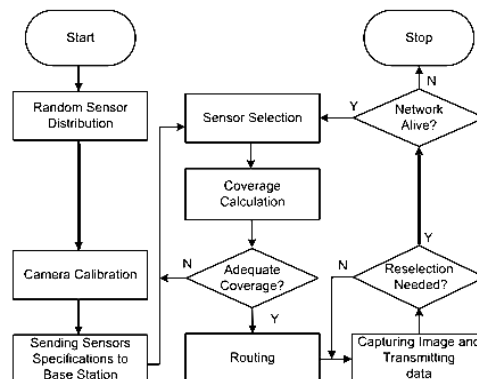 Start
Random Sensor
Distribution
Camera Calibration
Sending Sensors
Specifications to
Base Station
Sensor Selection
Coverage
Calculation
N
Adequate
Coverage?
Y
Routing
Stop
N
Y
Network
Alive?
Y
N
Reselection
Needed?
Capturing Image and
Transmitting
data